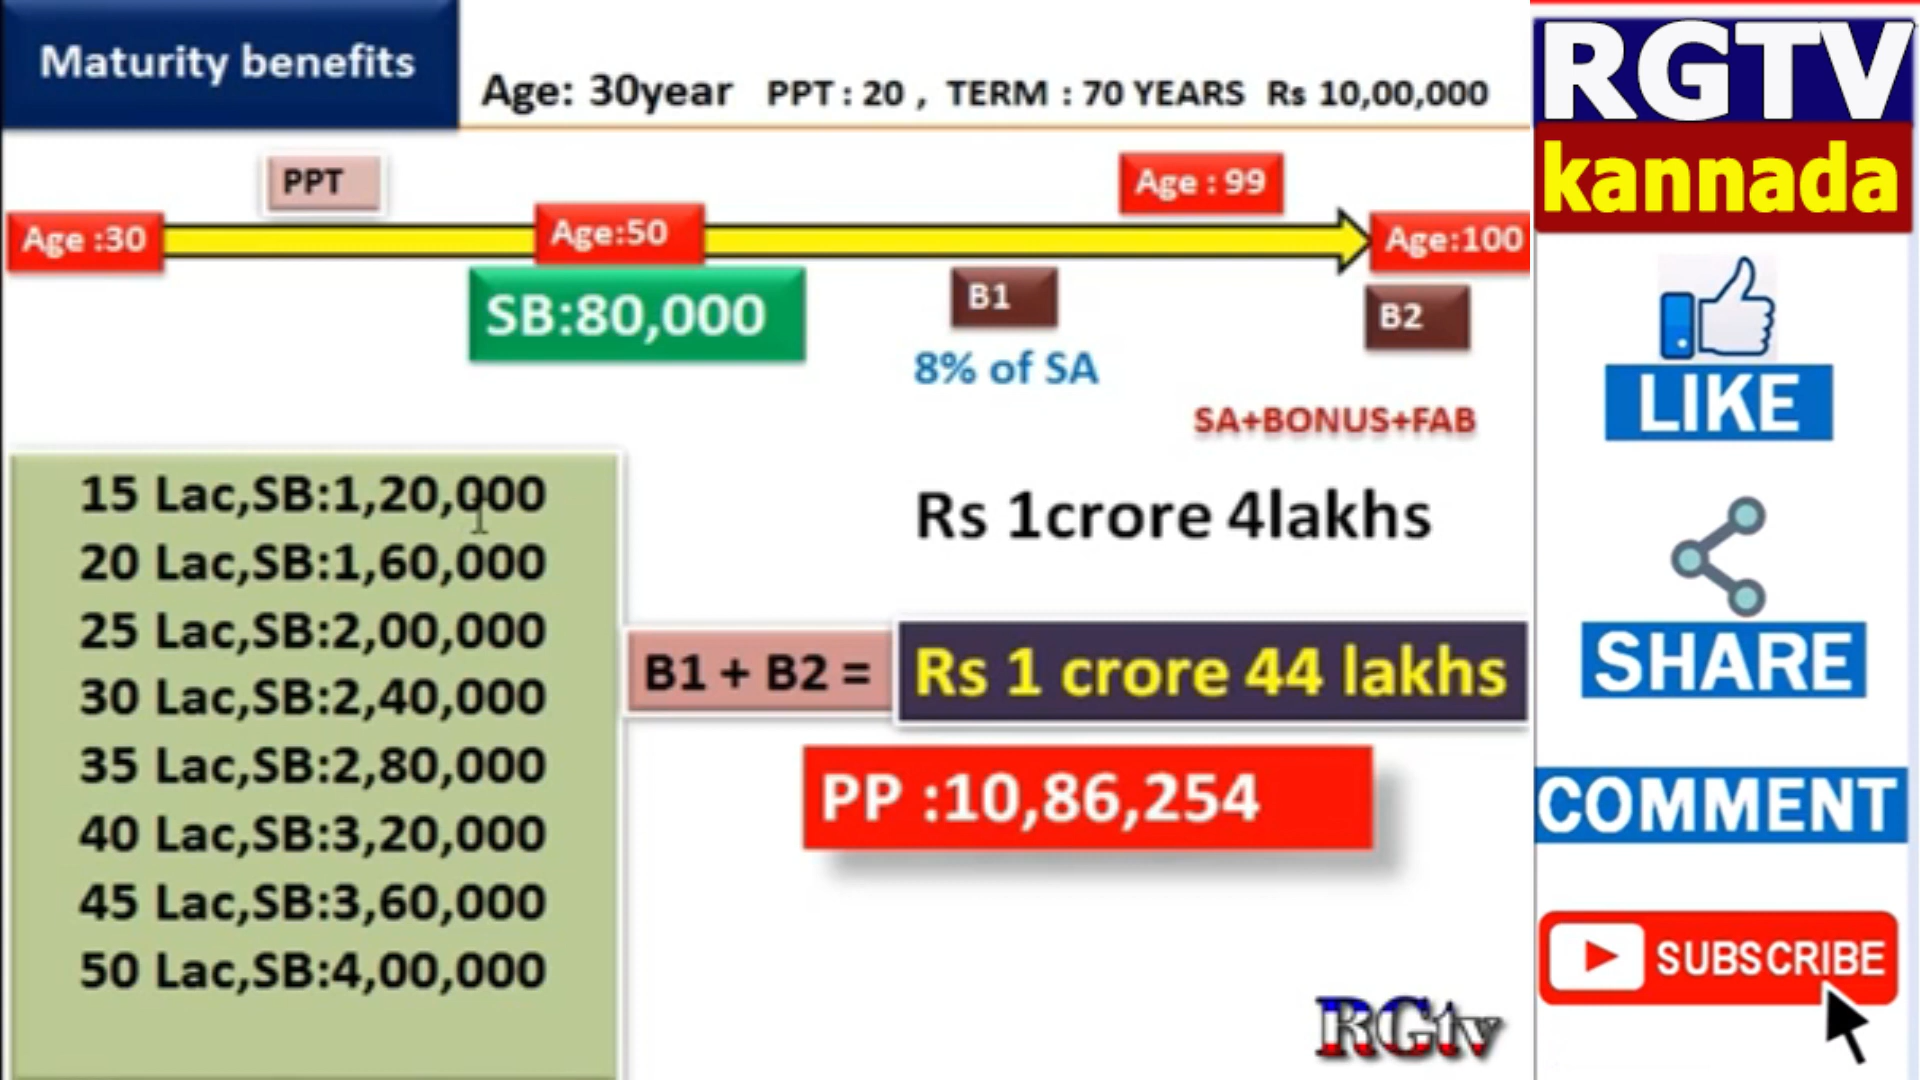 Maturity benefits
Age: 30year PPT : 20 , TERM : 70 YEARS Rs 10,00,000
PPT
Age : 99
Age :30
Age:50
Age:100
SB:80,000
B1
B2
8% of SA
SA+BONUS+FAB
15 Lac,SB:1,20,000
20 Lac,SB:1,60,000
25 Lac,SB:2,00,000
30 Lac,SB:2,40,000
35 Lac,SB:2,80,000
40 Lac,SB:3,20,000
45 Lac,SB:3,60,000
50 Lac,SB:4,00,000
Rs 1crore 4lakhs
B1 + B2 = Rs 1 crore 44 lakhs
PP :10,86,254
RGtv
RGTV
kannada
LIKE
SHARE
COMMENT
SUBSCRIBE